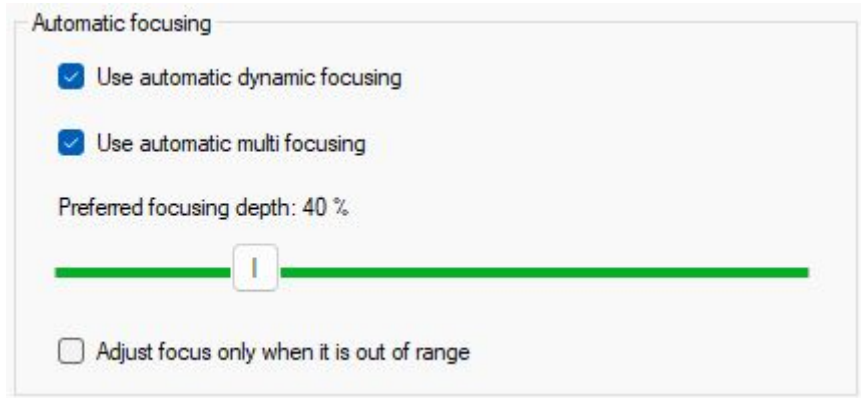 Automatic focusing
Use automatic dynamic focusing
Use automatic multi focusing
Preferred focusing depth: 40 %
Adjust focus only when it is out of range